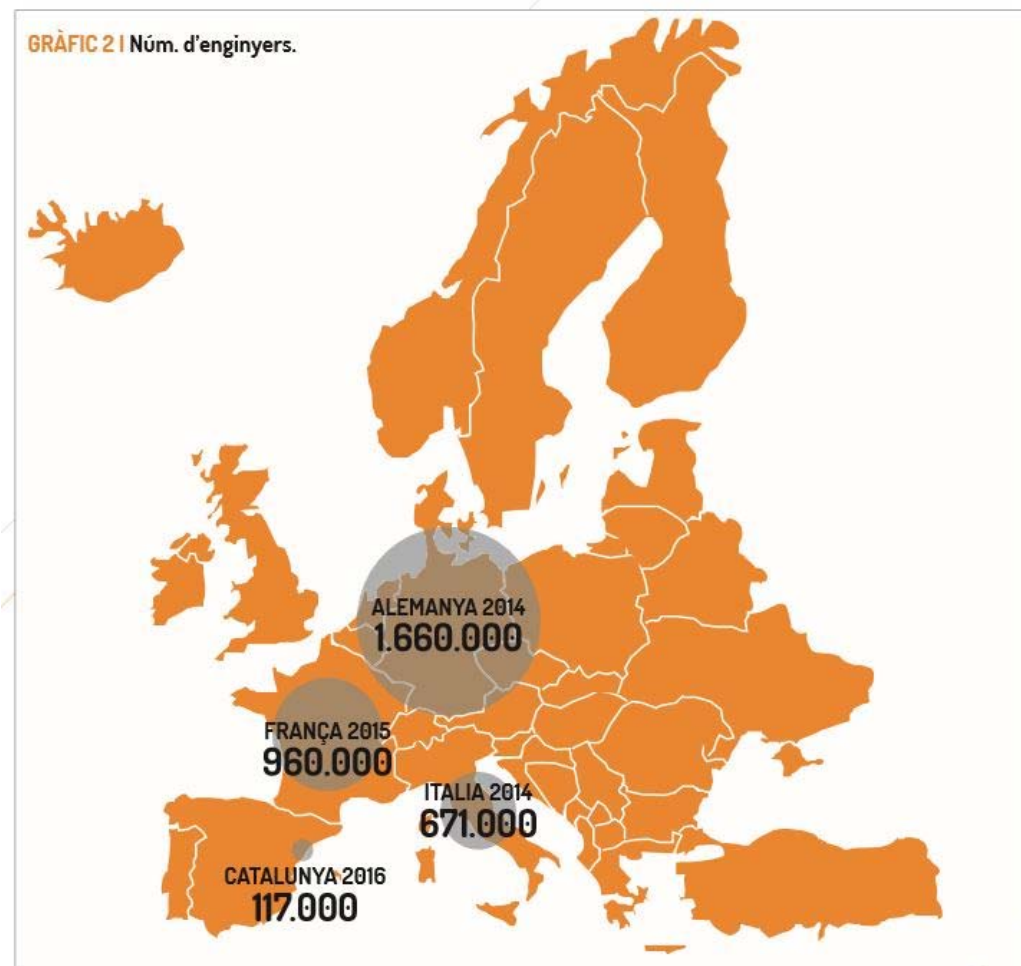 GRÀFIC 2 | Núm. d'enginyers.
ALEMANYA 2014
1.660.000
FRANÇA 2015
960.000
ITALIA 2014
671.000
CATALUNYA 2016
117.000